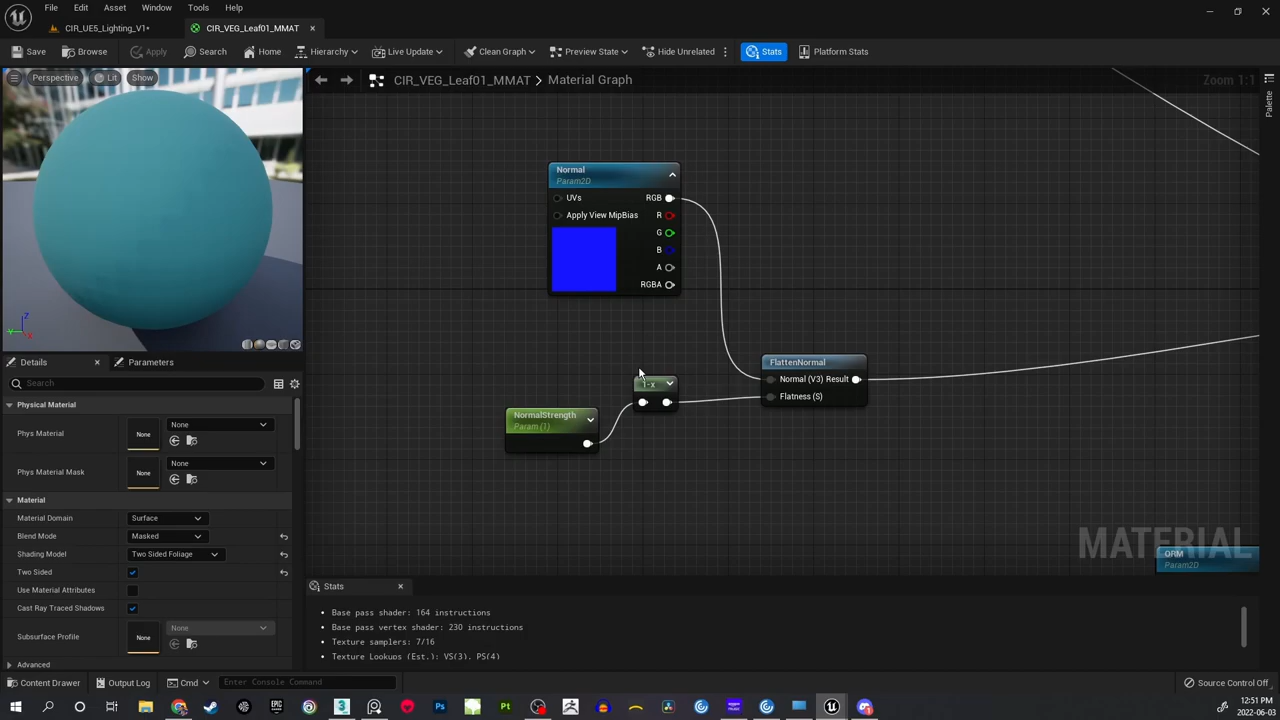 File Edit Asset Window Tools Help
CIR_UE5_Lighting_V1* CIR_VEG_Leaf01_MMAT
Save Browse Apply Search Home Hierarchy Live Update Clean Graph Preview State Hide Unrelated Stats Platform Stats
Perspective Lit Show
CIR_VEG_Leaf01_MMAT > Material Graph Zoom 1:1
Palette
Normal
Param2D
UVs RGB
Apply View MipBias R
G
B
A
RGBA
FlattenNormal
Normal (V3) Result
Flatness (S)
1-x
NormalStrength
Param (1)
Z
Y
X
Details Parameters
Search
Physical Material
Phys Material None None
Phys Material Mask None None
Material
Material Domain Surface
Blend Mode Masked
Shading Model Two Sided Foliage
Two Sided
Use Material Attributes
Cast Ray Traced Shadows
Subsurface Profile None None
Advanced
MATERIAL
ORM
Param2D
Stats
Base pass shader: 164 instructions
Base pass vertex shader: 230 instructions
Texture samplers: 7/16
Texture Lookups (Est.): VS(3), PS(4)
Content Drawer Output Log Cmd Enter Console Command Source Control Off
12:51 PM
2022-06-03